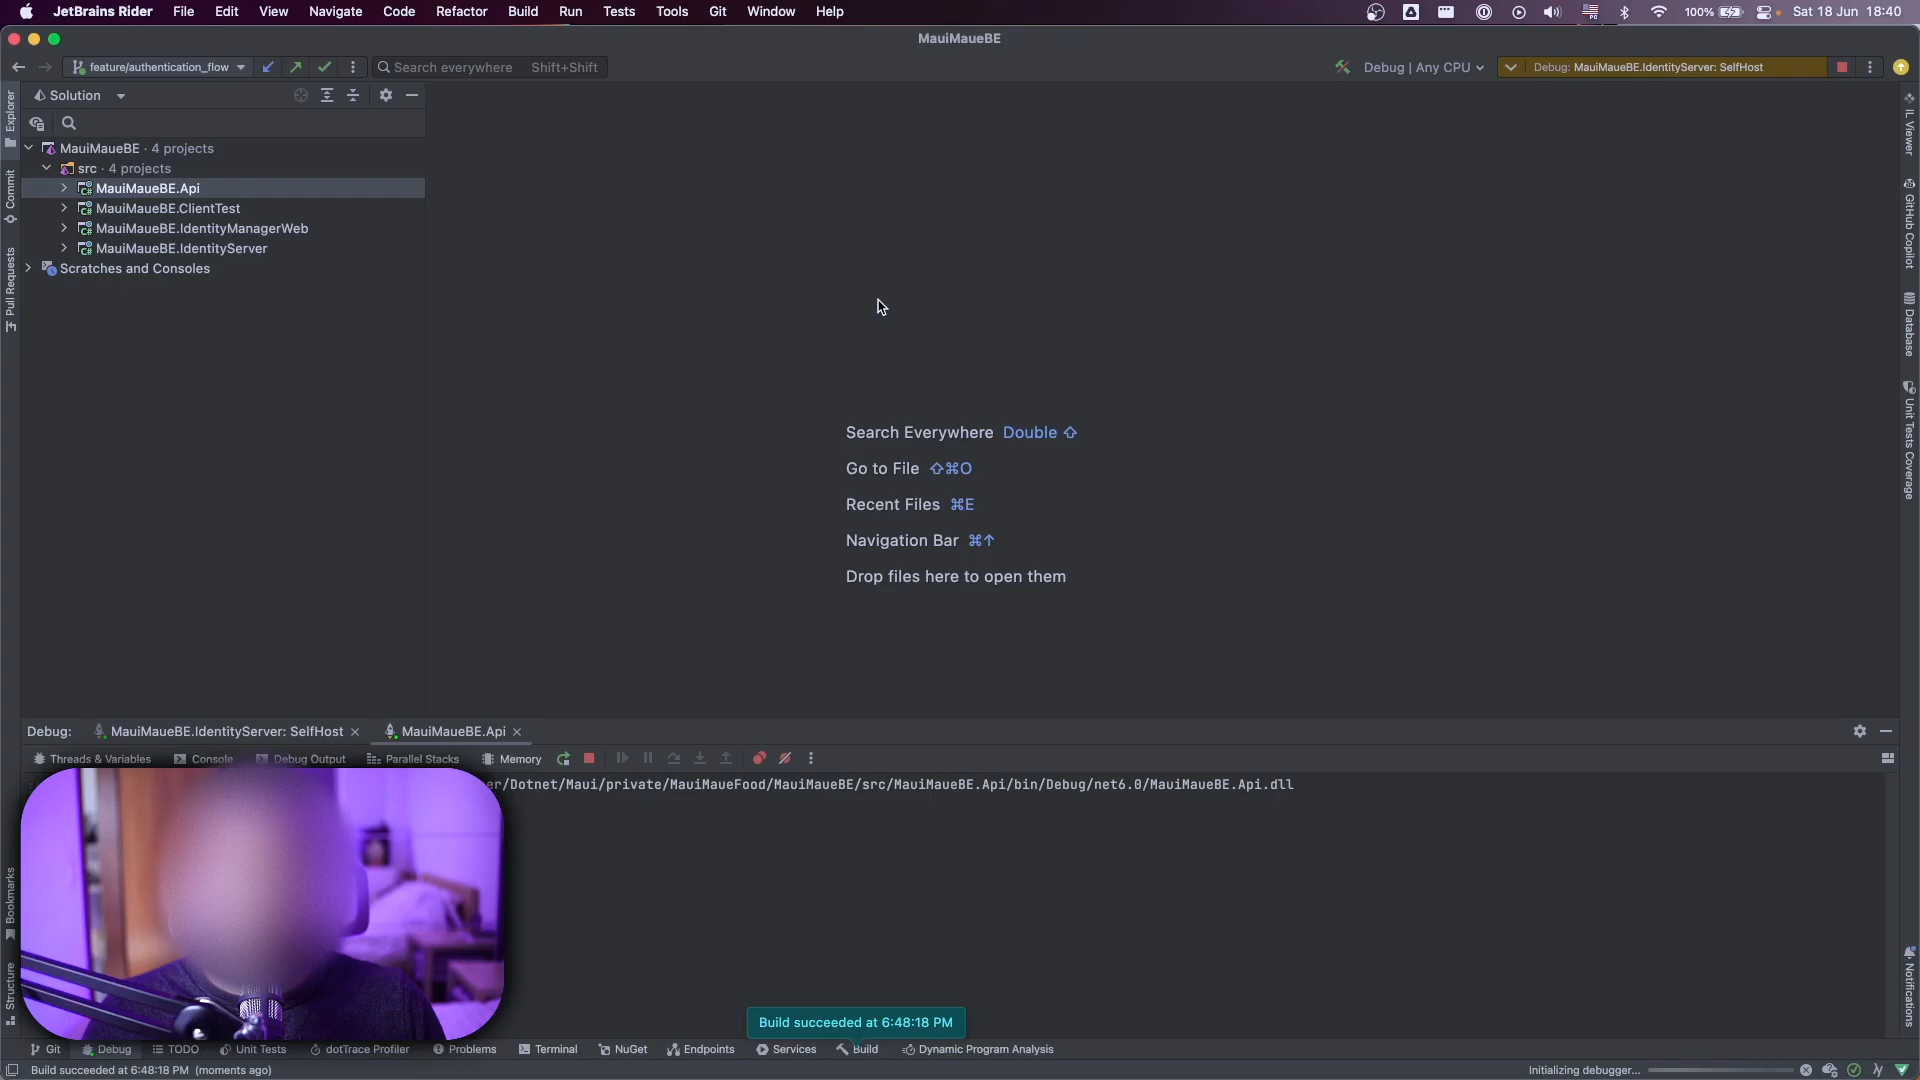 JetBrains Rider File Edit View Navigate Code Refactor Build Run Tests Tools Git Window Help 100% Sat 18 Jun 18:40
MauiMaueBE
feature/authentication_flow Search everywhere Shift+Shift Debug | Any CPU Debug: MauiMaueBE.IdentityServer: SelfHost
Solution
MauiMaueBE · 4 projects
src · 4 projects
MauiMaueBE.Api
MauiMaueBE.ClientTest
MauiMaueBE.IdentityManagerWeb
MauiMaueBE.IdentityServer
Scratches and Consoles
Explorer
Commit
Pull Requests
Bookmarks
Structure
Search Everywhere Double ⇧
Go to File ⇧⌘O
Recent Files ⌘E
Navigation Bar ⌘↑
Drop files here to open them
IL Viewer
GitHub Copilot
Database
Unit Tests Coverage
Notifications
Debug: MauiMaueBE.IdentityServer: SelfHost MauiMaueBE.Api
Threads & Variables Console Debug Output Parallel Stacks Memory
er/Dotnet/Maui/private/MauiMaueFood/MauiMaueBE/src/MauiMaueBE.Api/bin/Debug/net6.0/MauiMaueBE.Api.dll
Build succeeded at 6:48:18 PM
Git Debug TODO Unit Tests dotTrace Profiler Problems Terminal NuGet Endpoints Services Build Dynamic Program Analysis
Build succeeded at 6:48:18 PM (moments ago) Initializing debugger...